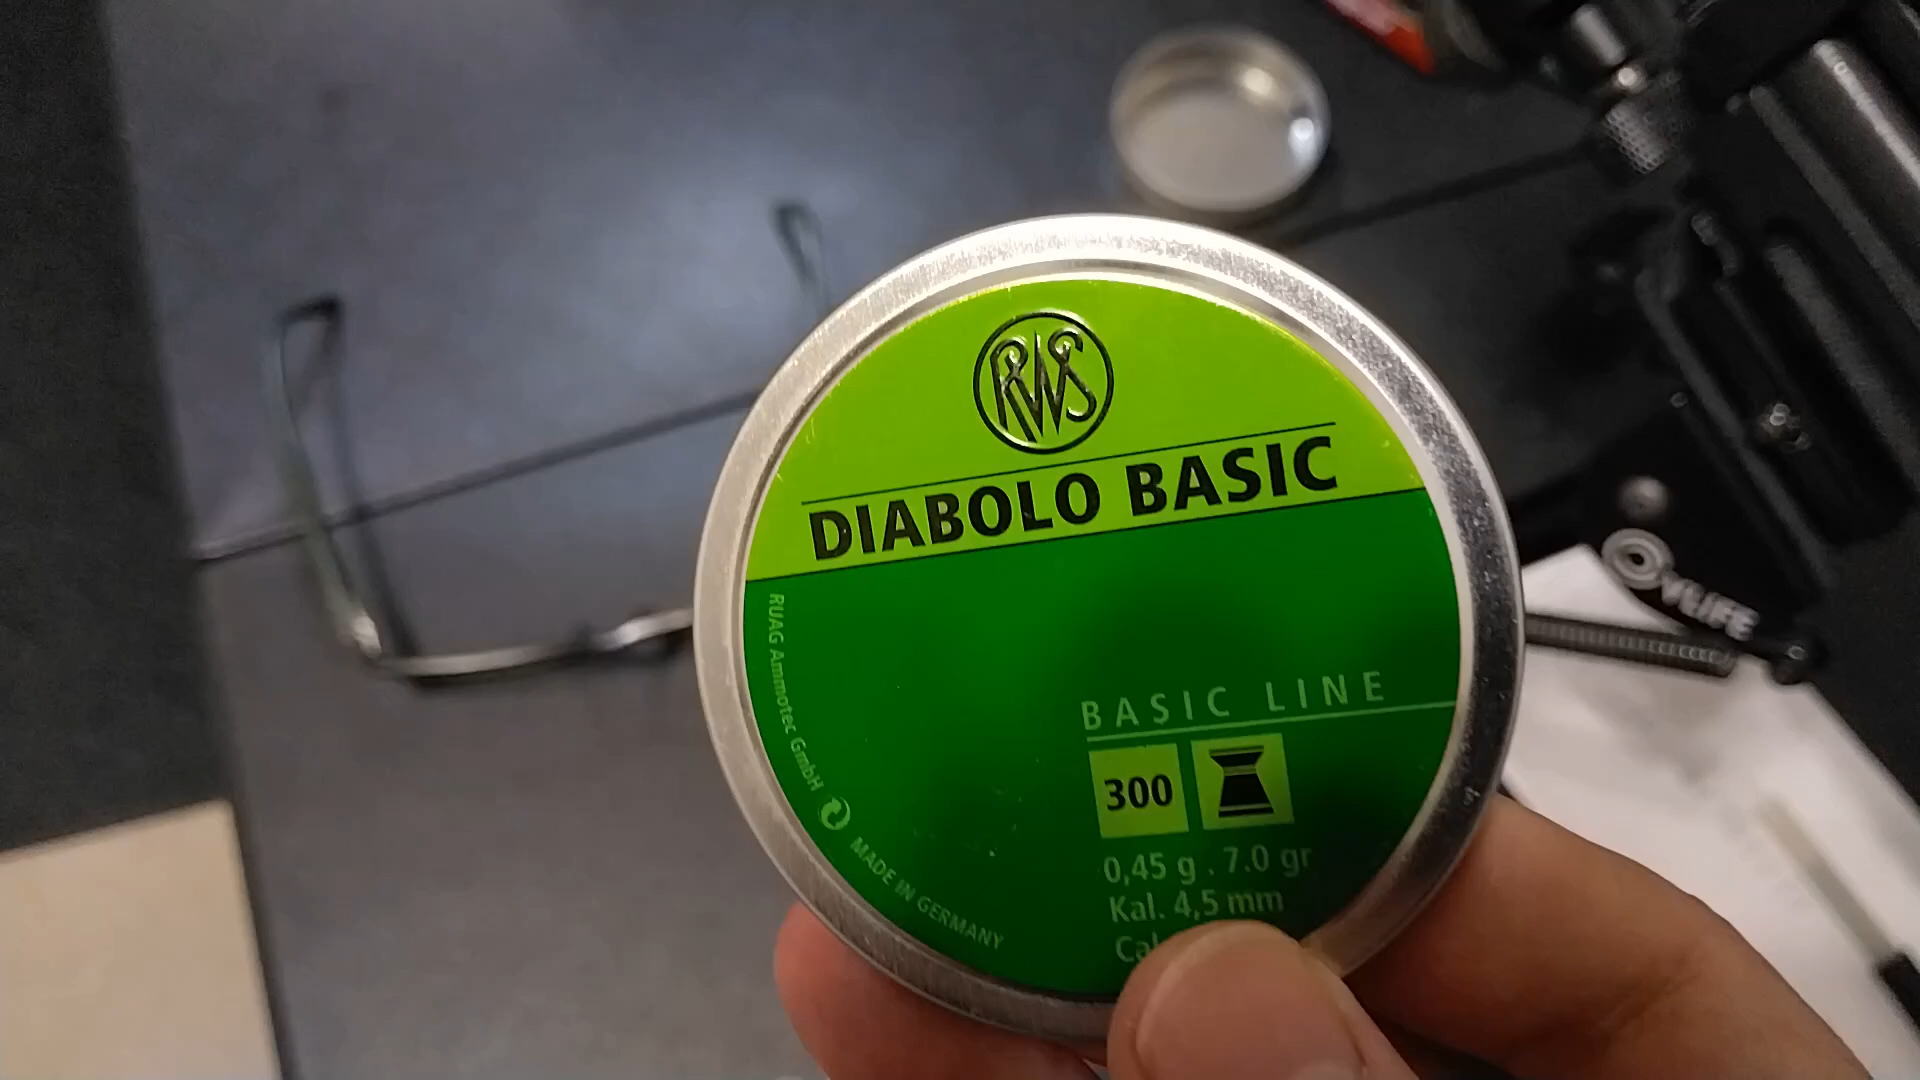 RWS
DIABOLO BASIC
BASIC LINE
300
0,45 g . 7.0 gr
Kal. 4,5 mm
Cal
RUAG Ammotec GmbH
MADE IN GERMANY